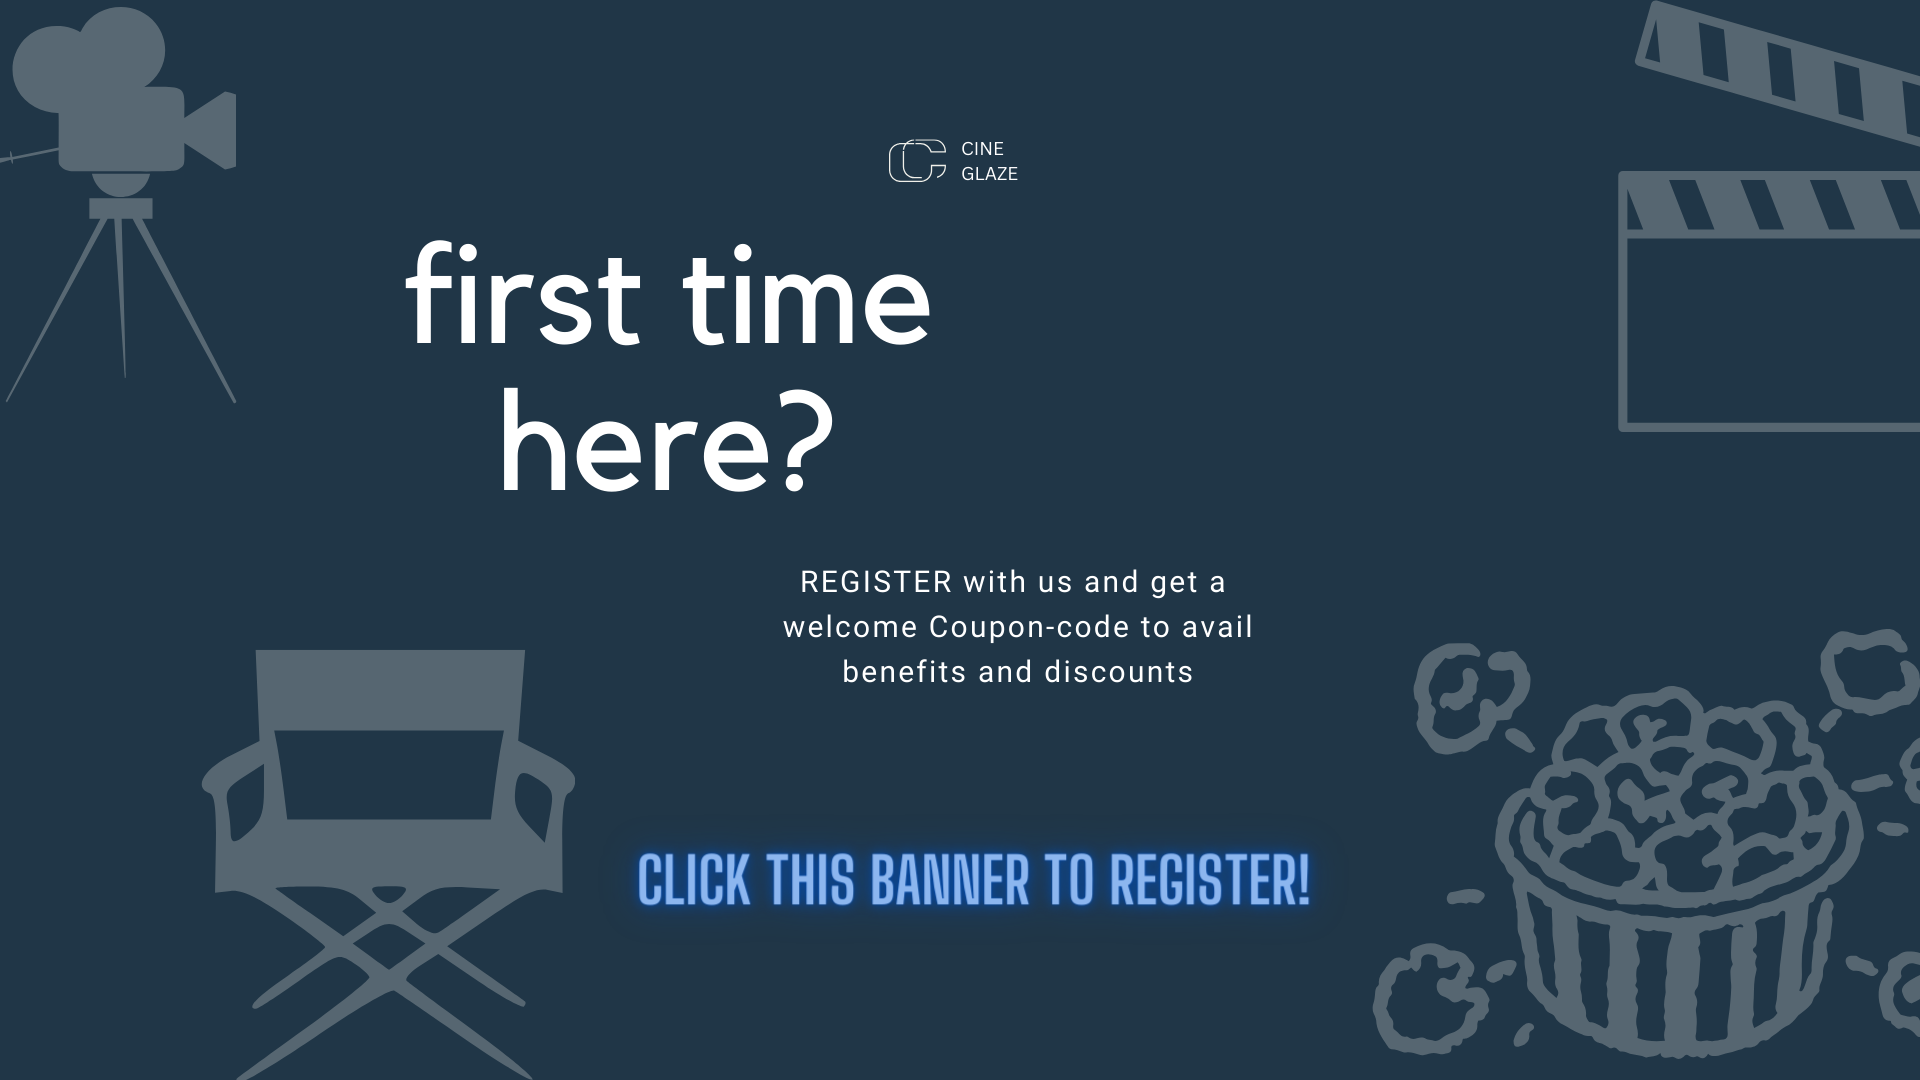 CINE
GLAZE
first time
here?
REGISTER with us and get a
welcome Coupon-code to avail
benefits and discounts
CLICK THIS BANNER TO REGISTER!